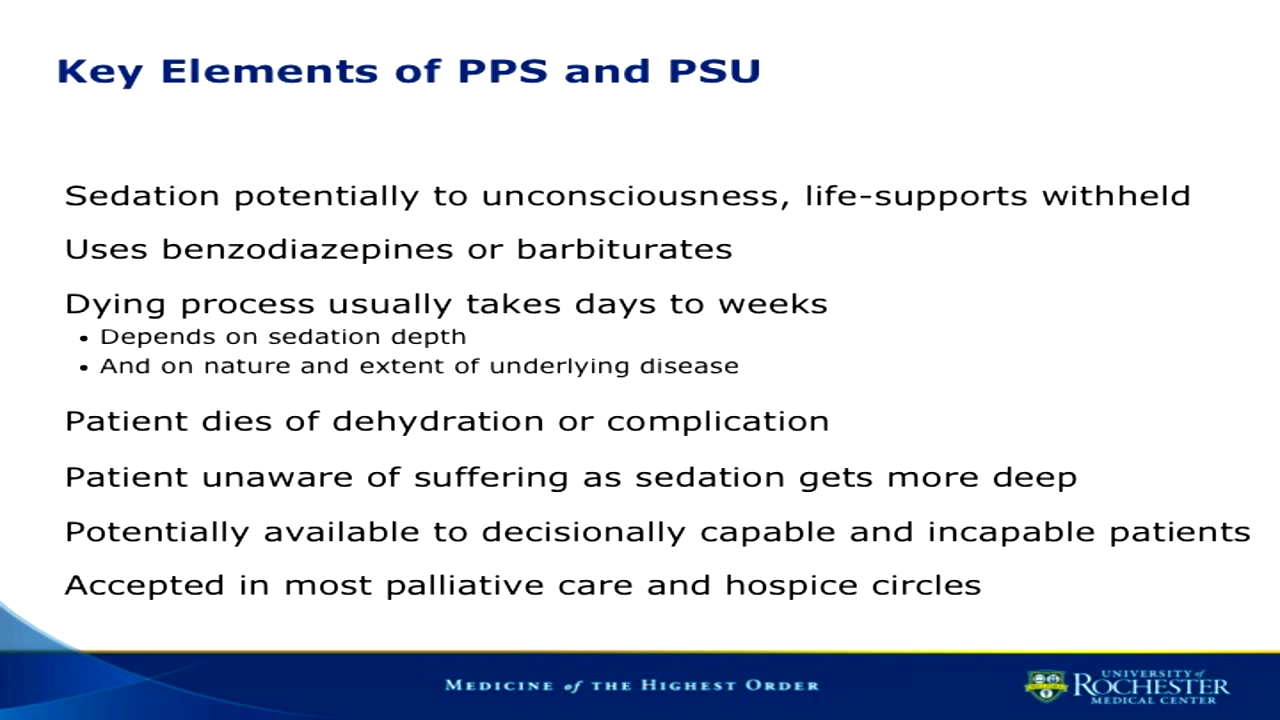 Key Elements of PPS and PSU
Sedation potentially to unconsciousness, life-supports withheld
Uses benzodiazepines or barbiturates
Dying process usually takes days to weeks
• Depends on sedation depth
• And on nature and extent of underlying disease
Patient dies of dehydration or complication
Patient unaware of suffering as sedation gets more deep
Potentially available to decisionally capable and incapable patients
Accepted in most palliative care and hospice circles
MEDICINE of THE HIGHEST ORDER
UNIVERSITY of
ROCHESTER
MEDICAL CENTER